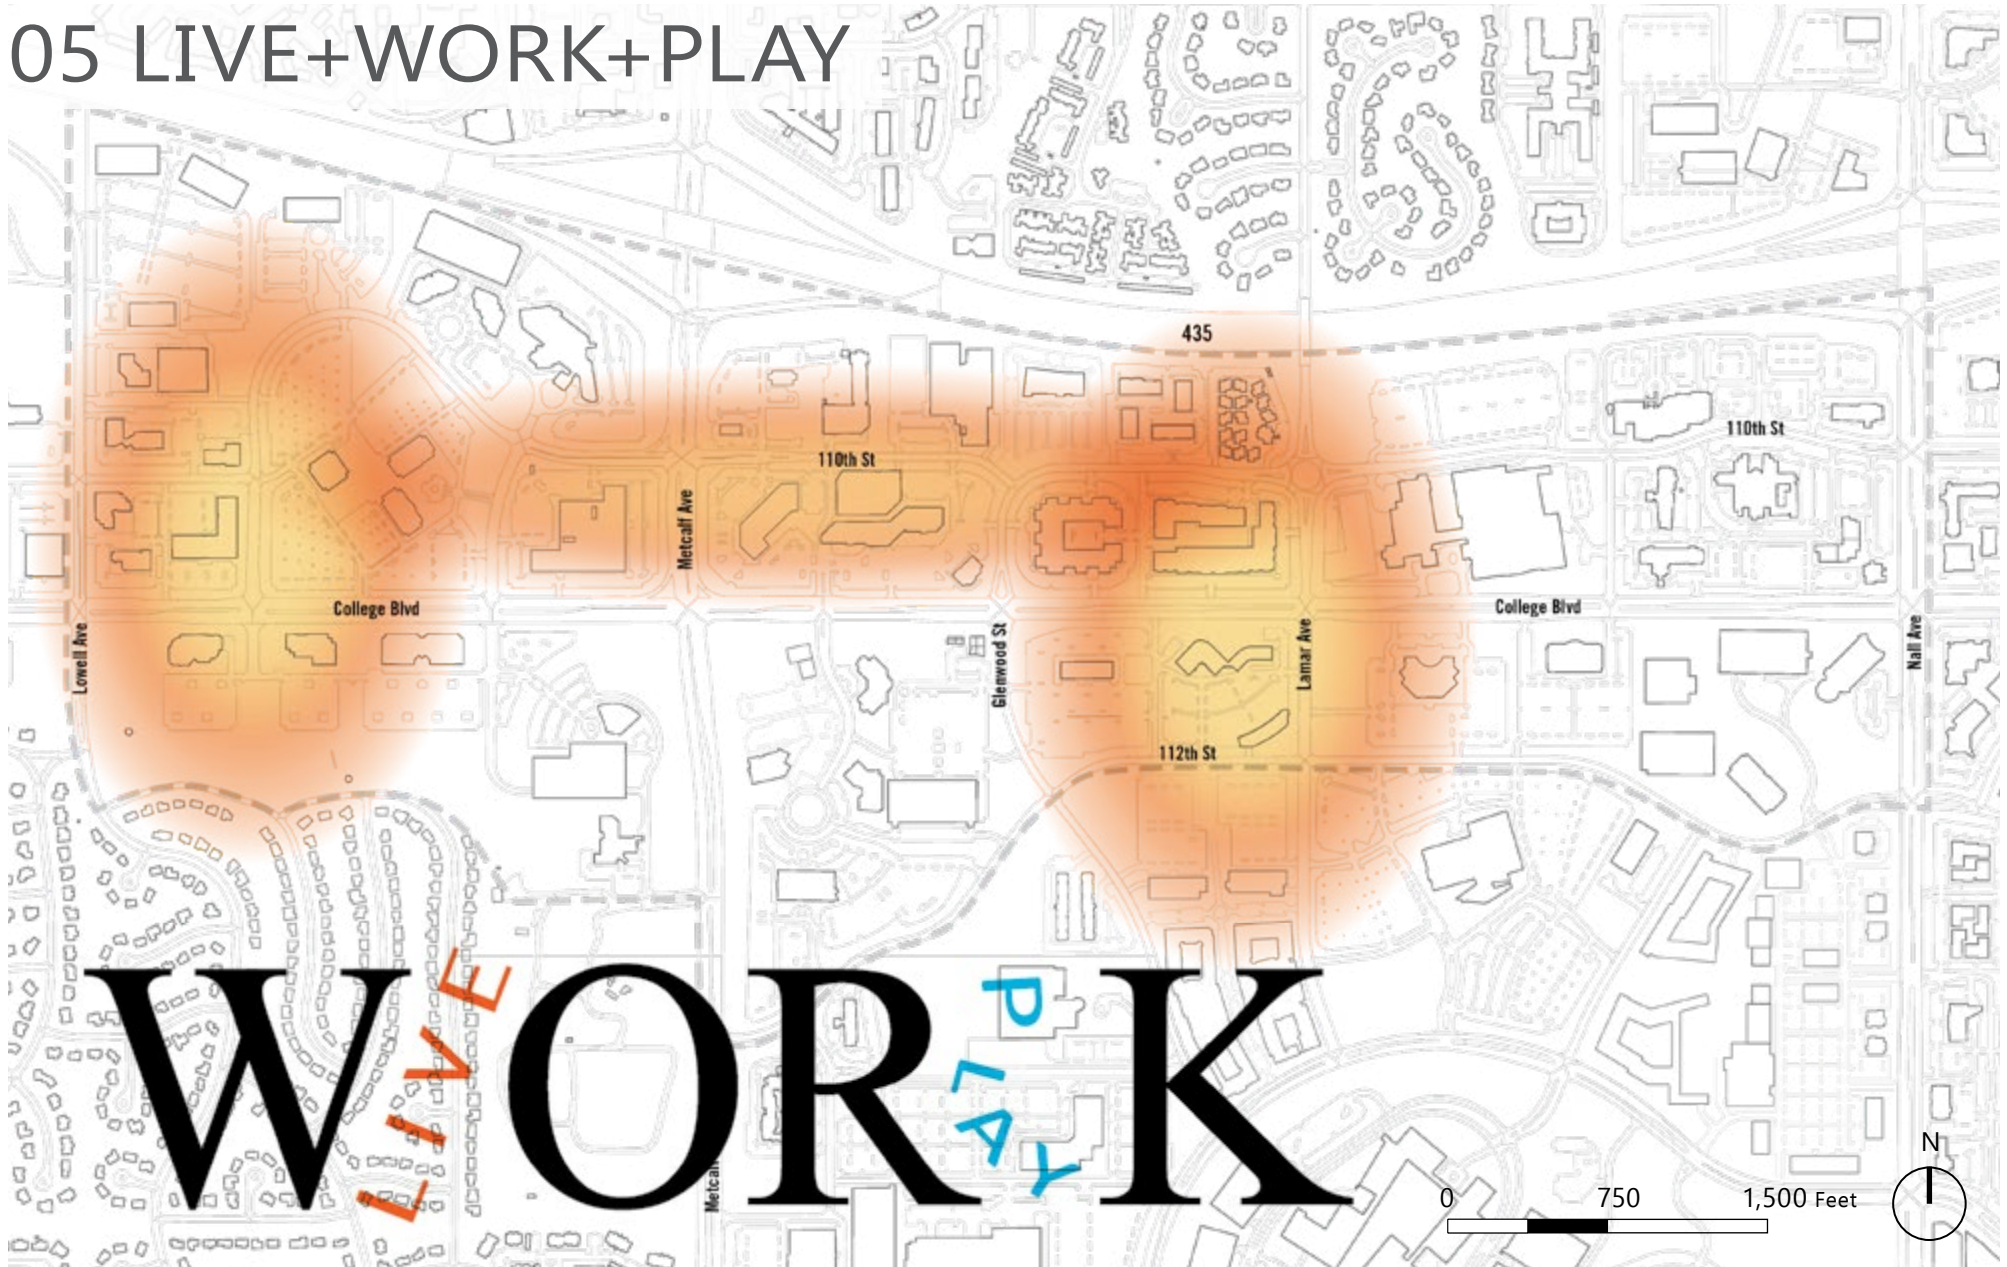 05 LIVE+WORK+PLAY
435
110th St
110th St
Metcalf Ave
College Blvd
College Blvd
Lowell Ave
Glenwood St
Lamar Ave
Nall Ave
112th St
WORK
LIVE
PLAY
Metcalf
N
0 750 1,500 Feet